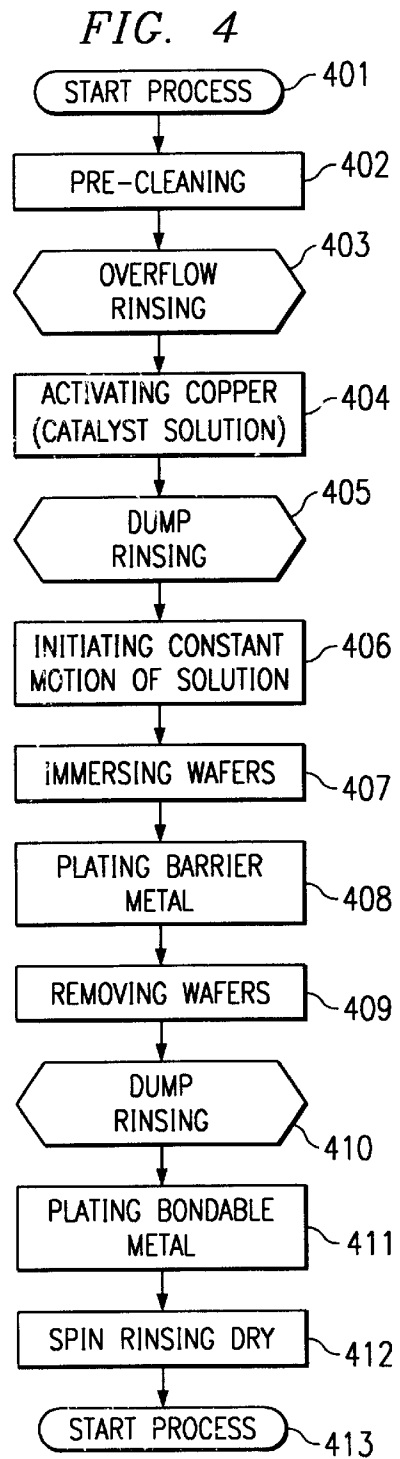 FIG. 4
START PROCESS
401
PRE-CLEANING
402
OVERFLOW
RINSING
403
ACTIVATING COPPER
(CATALYST SOLUTION)
404
DUMP
RINSING
405
INITIATING CONSTANT
MOTION OF SOLUTION
406
IMMERSING WAFERS
407
PLATING BARRIER
METAL
408
REMOVING WAFERS
409
DUMP
RINSING
410
PLATING BONDABLE
METAL
411
SPIN RINSING DRY
412
START PROCESS
413